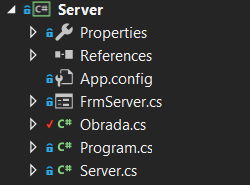 C# Server
Properties
References
App.config
FrmServer.cs
C# Obrada.cs
C# Program.cs
C# Server.cs